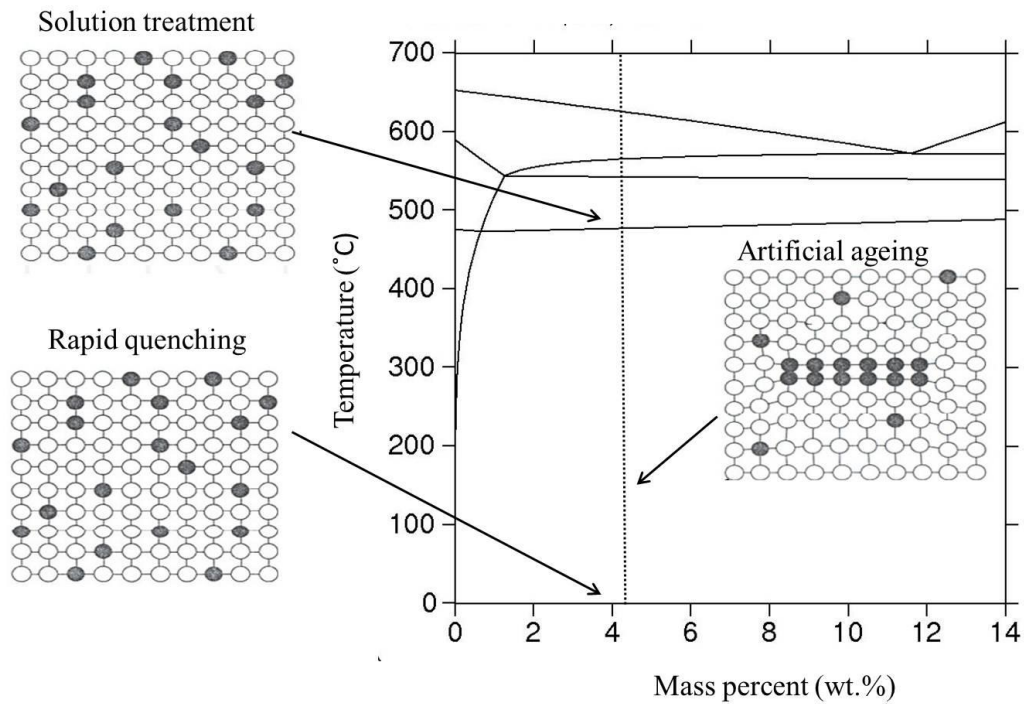 Solution treatment
Rapid quenching
Temperature (˚C)
700
600
500
400
300
200
100
0
Artificial ageing
0 2 4 6 8 10 12 14
Mass percent (wt.%)